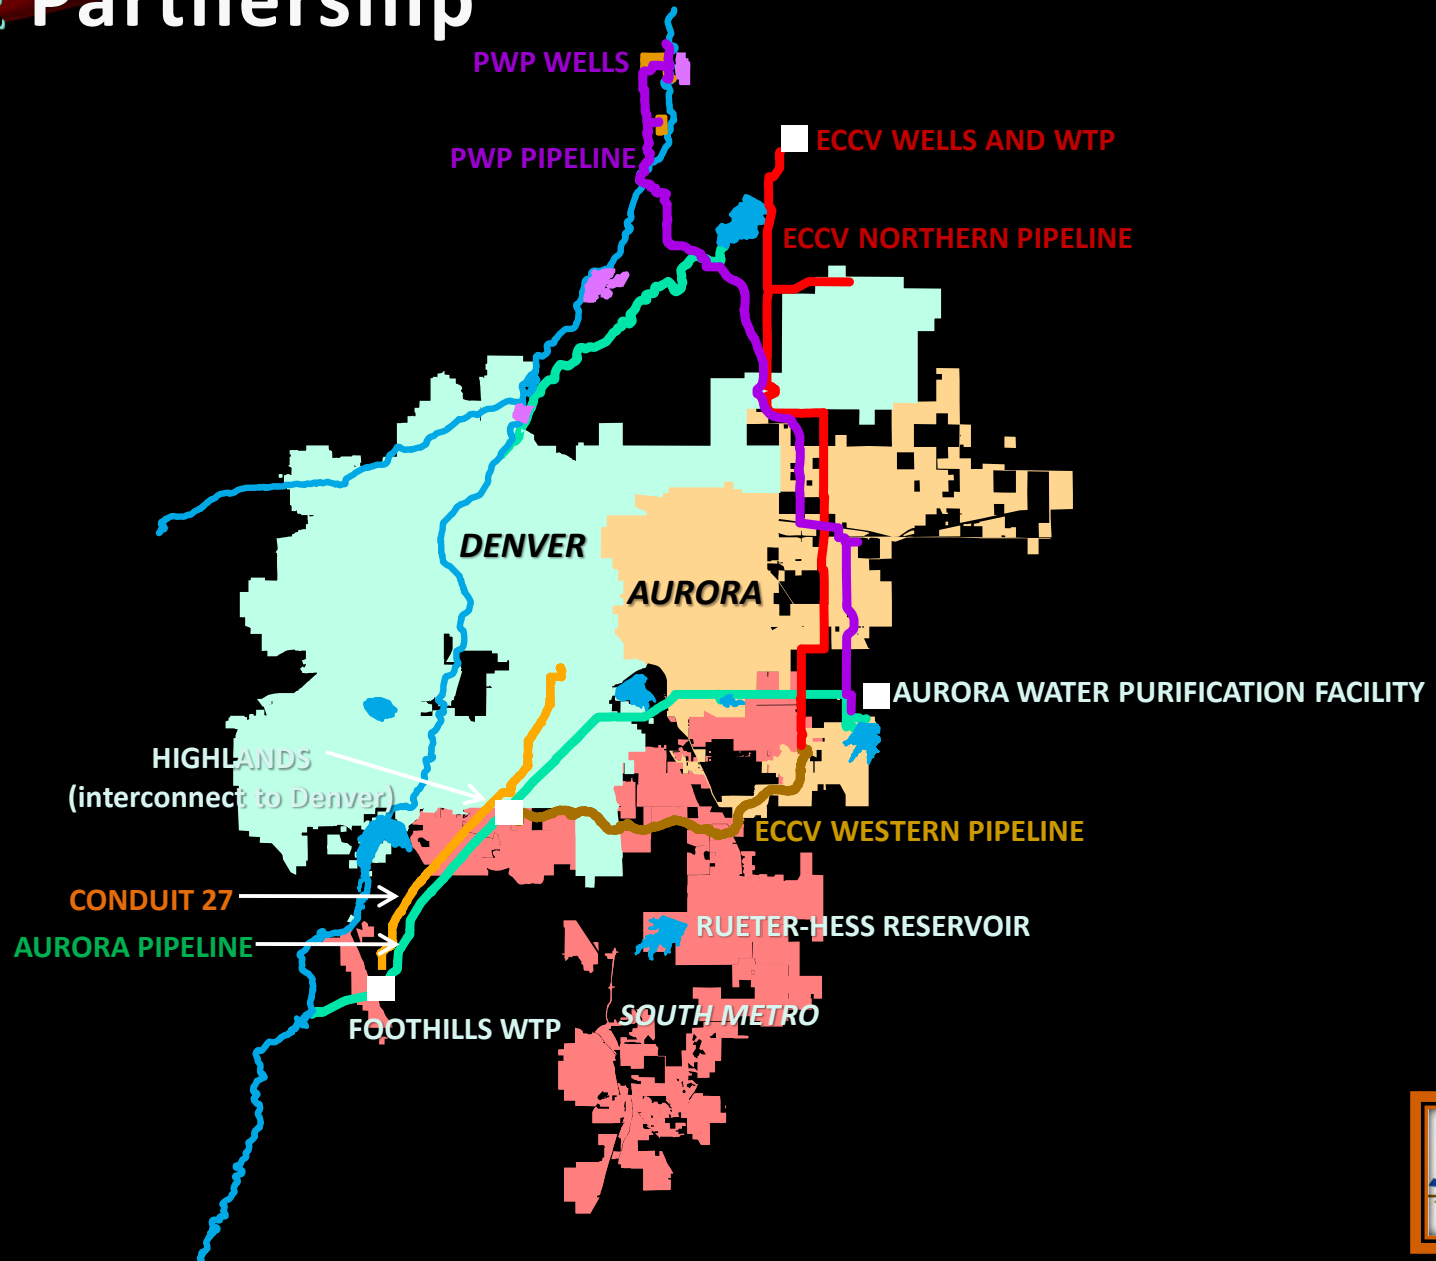 Partnership
PWP WELLS
ECCV WELLS AND WTP
PWP PIPELINE
ECCV NORTHERN PIPELINE
DENVER
AURORA
AURORA WATER PURIFICATION FACILITY
HIGHLANDS
(interconnect to Denver)
ECCV WESTERN PIPELINE
CONDUIT 27
RUETER-HESS RESERVOIR
AURORA PIPELINE
SOUTH METRO
FOOTHILLS WTP